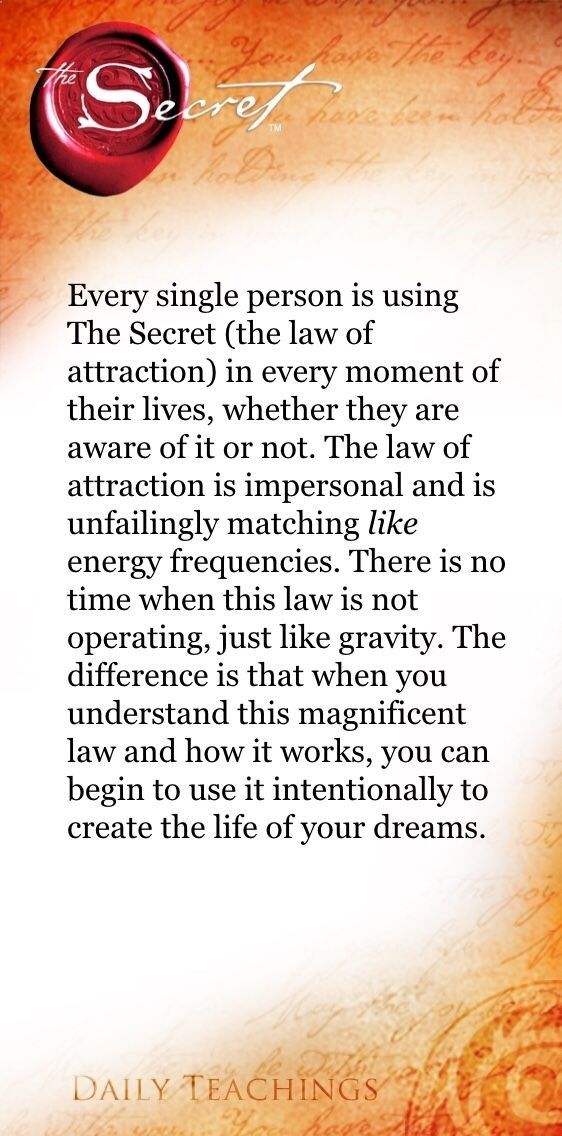 The Secret™
Every single person is using
The Secret (the law of
attraction) in every moment of
their lives, whether they are
aware of it or not. The law of
attraction is impersonal and is
unfailingly matching like
energy frequencies. There is no
time when this law is not
operating, just like gravity. The
difference is that when you
understand this magnificent
law and how it works, you can
begin to use it intentionally to
create the life of your dreams.
DAILY TEACHINGS